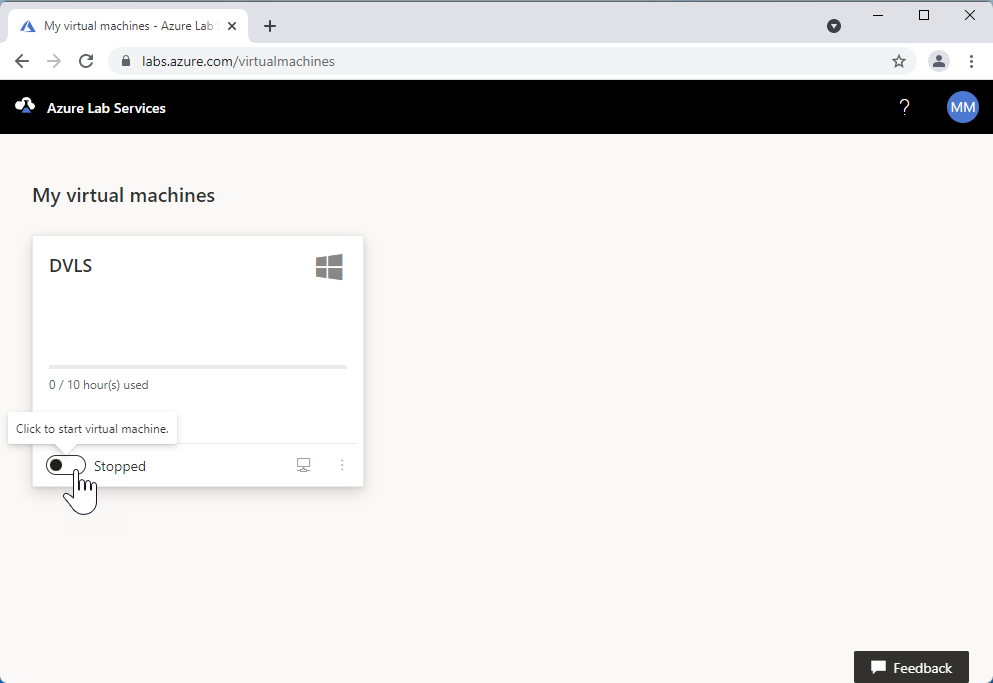 My virtual machines - Azure Lab
labs.azure.com/virtualmachines
Azure Lab Services
?
MM
My virtual machines
DVLS
0 / 10 hour(s) used
Click to start virtual machine.
Stopped
Feedback